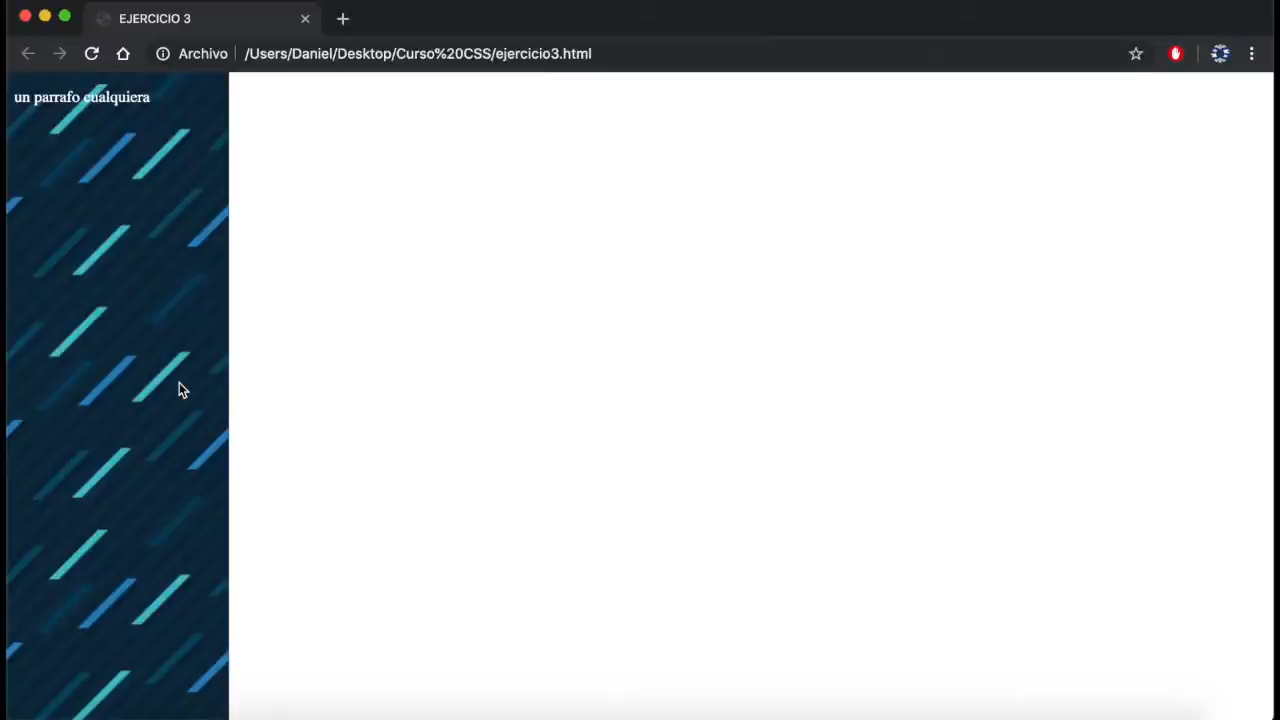 EJERCICIO 3
Archivo /Users/Daniel/Desktop/Curso%20CSS/ejercicio3.html
un parrafo cualquiera